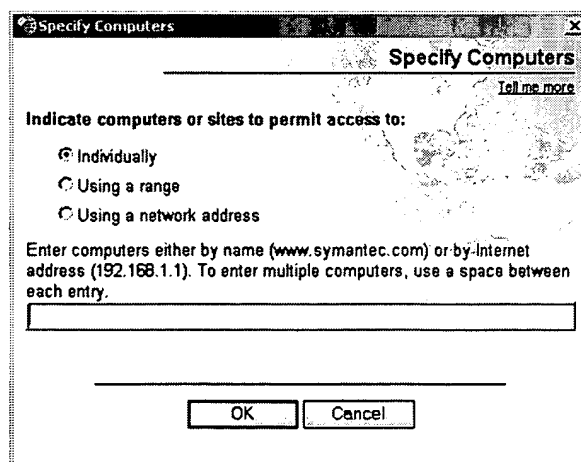 Specify Computers
Specify Computers
Tell me more
Indicate computers or sites to permit access to:
Individually
Using a range
Using a network address
Enter computers either by name (www.symantec.com) or by Internet
address (192.168.1.1). To enter multiple computers, use a space between
each entry.
OK
Cancel